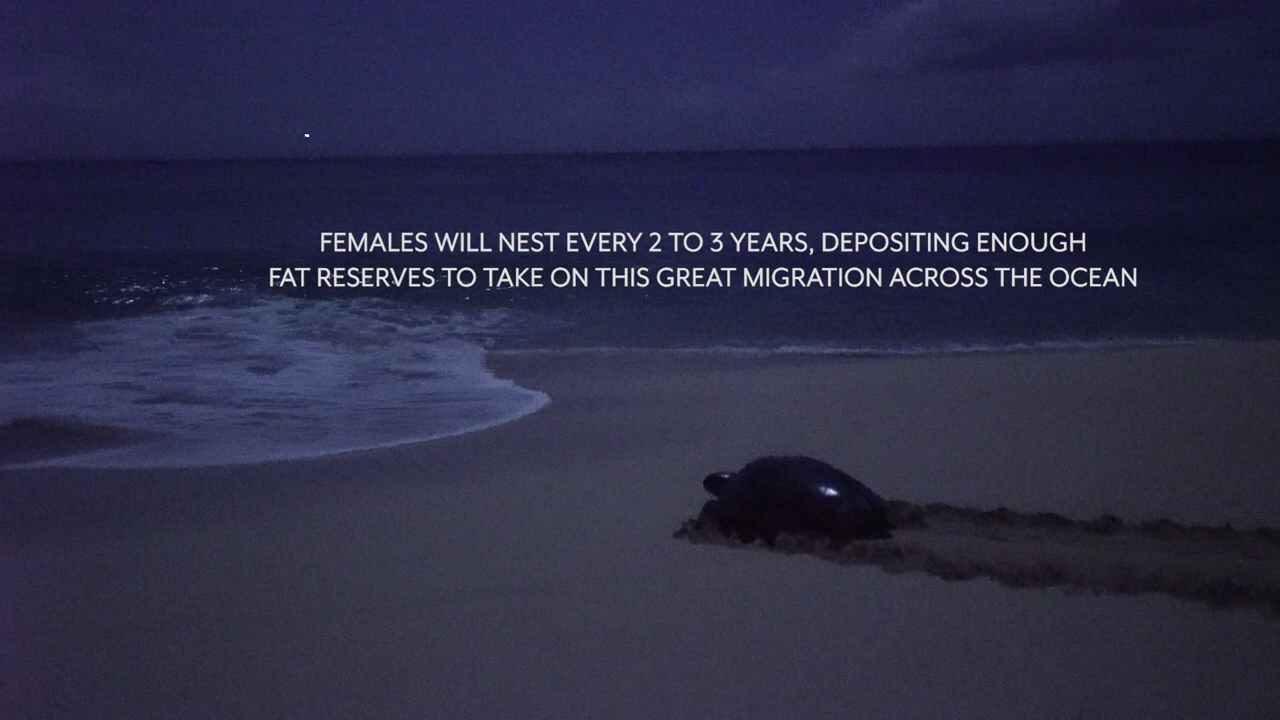 FEMALES WILL NEST EVERY 2 TO 3 YEARS, DEPOSITING ENOUGH
FAT RESERVES TO TAKE ON THIS GREAT MIGRATION ACROSS THE OCEAN